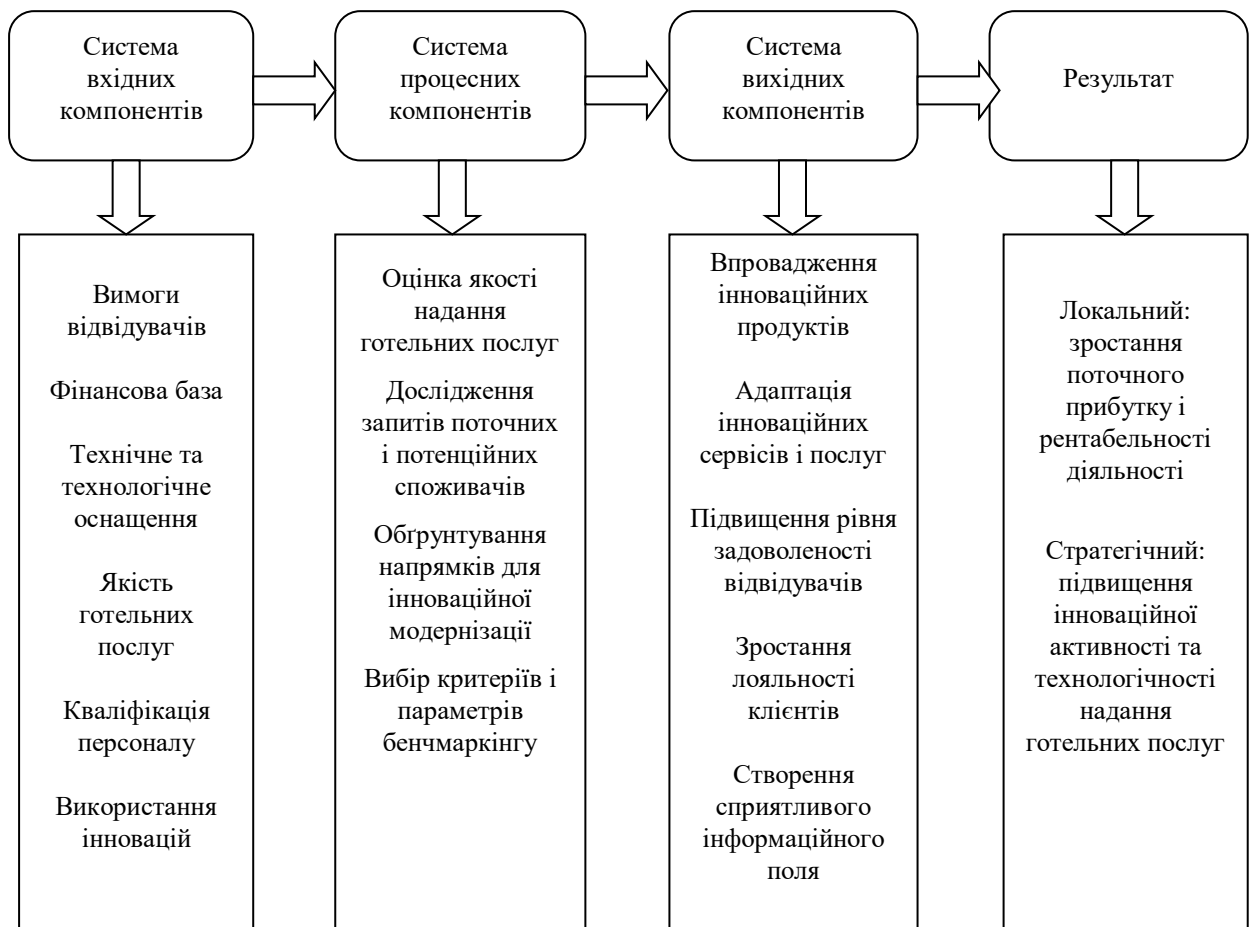 Система
вхідних
компонентів
Система
процесних
компонентів
Система
вихідних
компонентів
Результат
Вимоги
відвідувачів
Фінансова база
Технічне та
технологічне
оснащення
Якість
готельних
послуг
Кваліфікація
персоналу
Використання
інновацій
Оцінка якості
надання
готельних послуг
Дослідження
запитів поточних
і потенційних
споживачів
Обґрунтування
напрямків для
інноваційної
модернізації
Вибір критеріїв і
параметрів
бенчмаркінгу
Впровадження
інноваційних
продуктів
Адаптація
інноваційних
сервісів і послуг
Підвищення рівня
задоволеності
відвідувачів
Зростання
лояльності
клієнтів
Створення
сприятливого
інформаційного
поля
Локальний:
зростання
поточного
прибутку і
рентабельності
діяльності
Стратегічний:
підвищення
інноваційної
активності та
технологічності
надання
готельних послуг